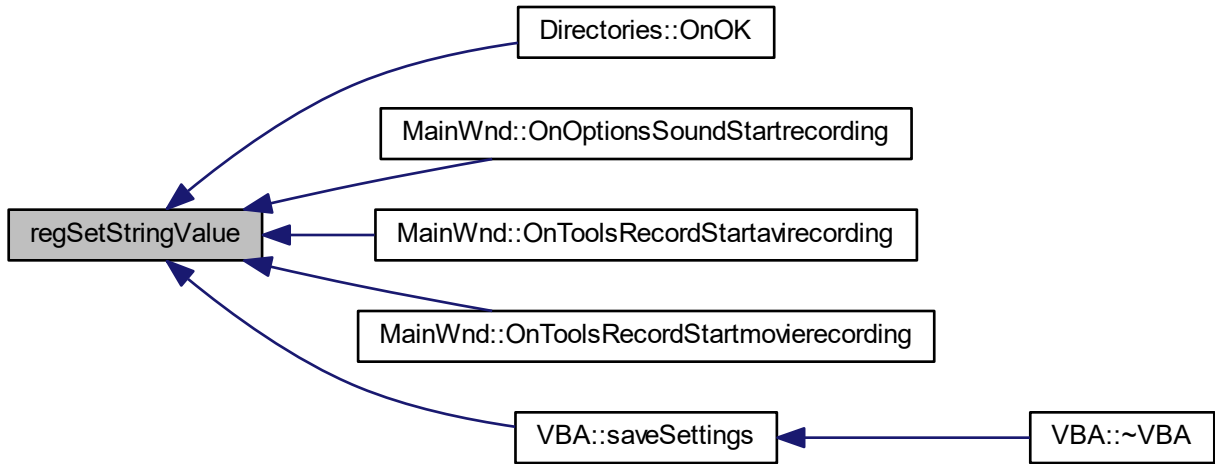 Directories::OnOK
MainWnd::OnOptionsSoundStartrecording
regSetStringValue
MainWnd::OnToolsRecordStartavirecording
MainWnd::OnToolsRecordStartmovierecording
VBA::saveSettings
VBA::~VBA